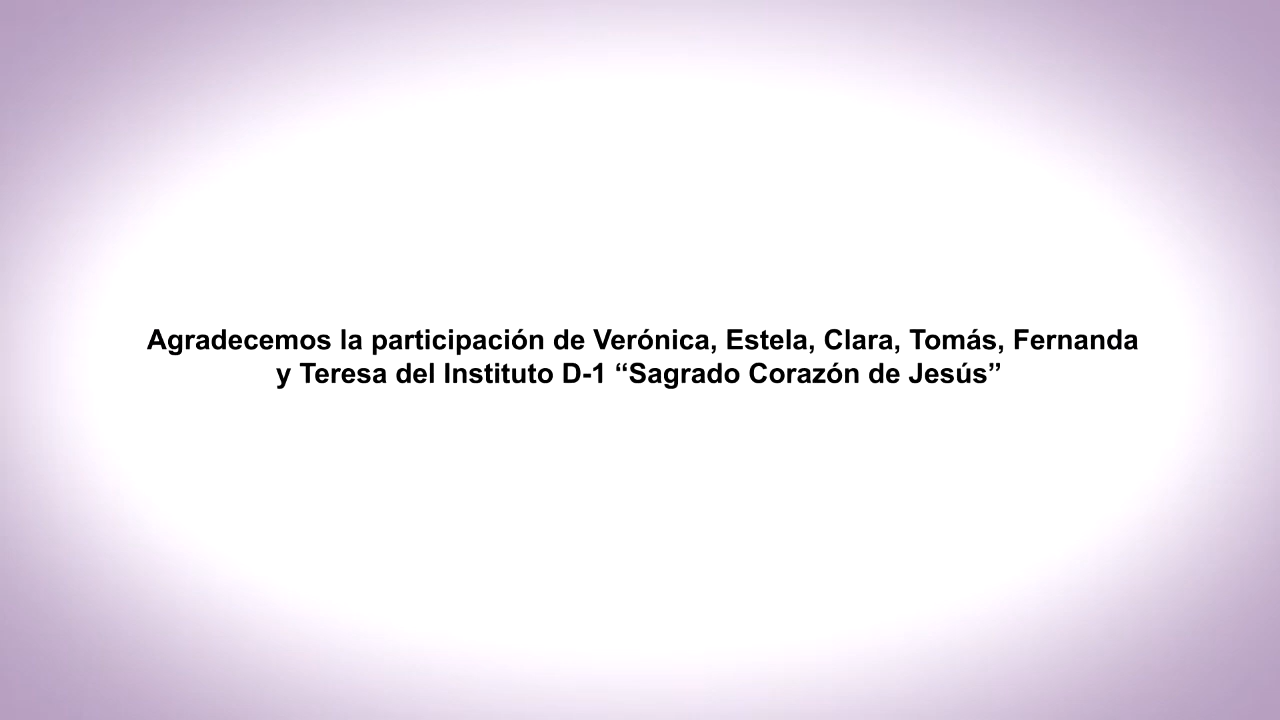 Agradecemos la participación de Verónica, Estela, Clara, Tomás, Fernanda
y Teresa del Instituto D-1 “Sagrado Corazón de Jesús”